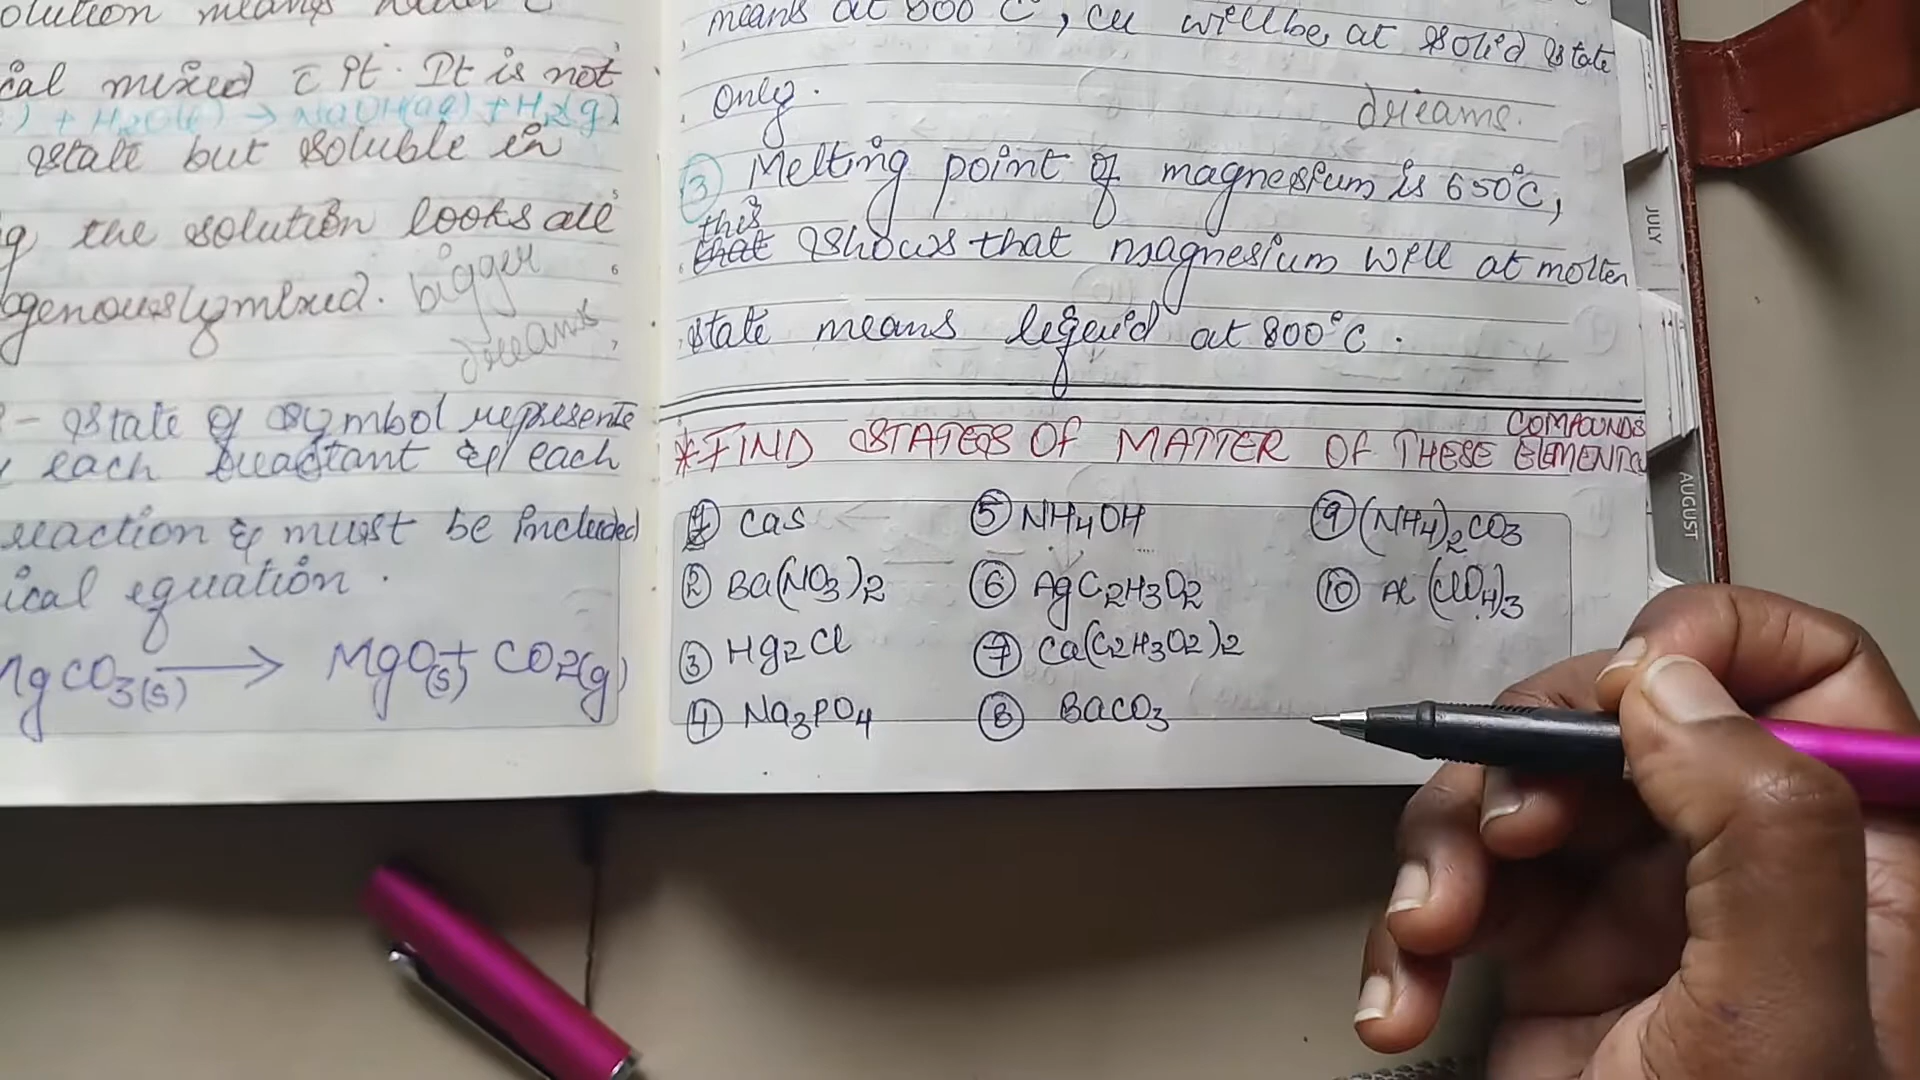 olution means
ical mixed c̄ it. It is not
) + H2O(l) → NaOH(aq) + H2(g)
state but soluble in
g the solution looks all
ogenously mixed. bigger
dreams
- state of symbol represents
each reactant & each
reaction & must be included
ical equation.
MgCO3(s) → MgO(s) + CO2(g)
means at 800°C, cu will be at solid state
only.
dreams.
③ Melting point of magnesium is 650°C,
this
that shows that magnesium will at molten
state means liquid at 800°C.
COMPOUNDS
*FIND STATES OF MATTER OF THESE ELEMENTS
① CaS
② Ba(NO3)2
③ Hg2Cl
④ Na3PO4
⑤ NH4OH
⑥ AgC2H3O2
⑦ Ca(C2H3O2)2
⑧ BaCO3
⑨ (NH4)2CO3
⑩ Al(ClO4)3
JULY
AUGUST